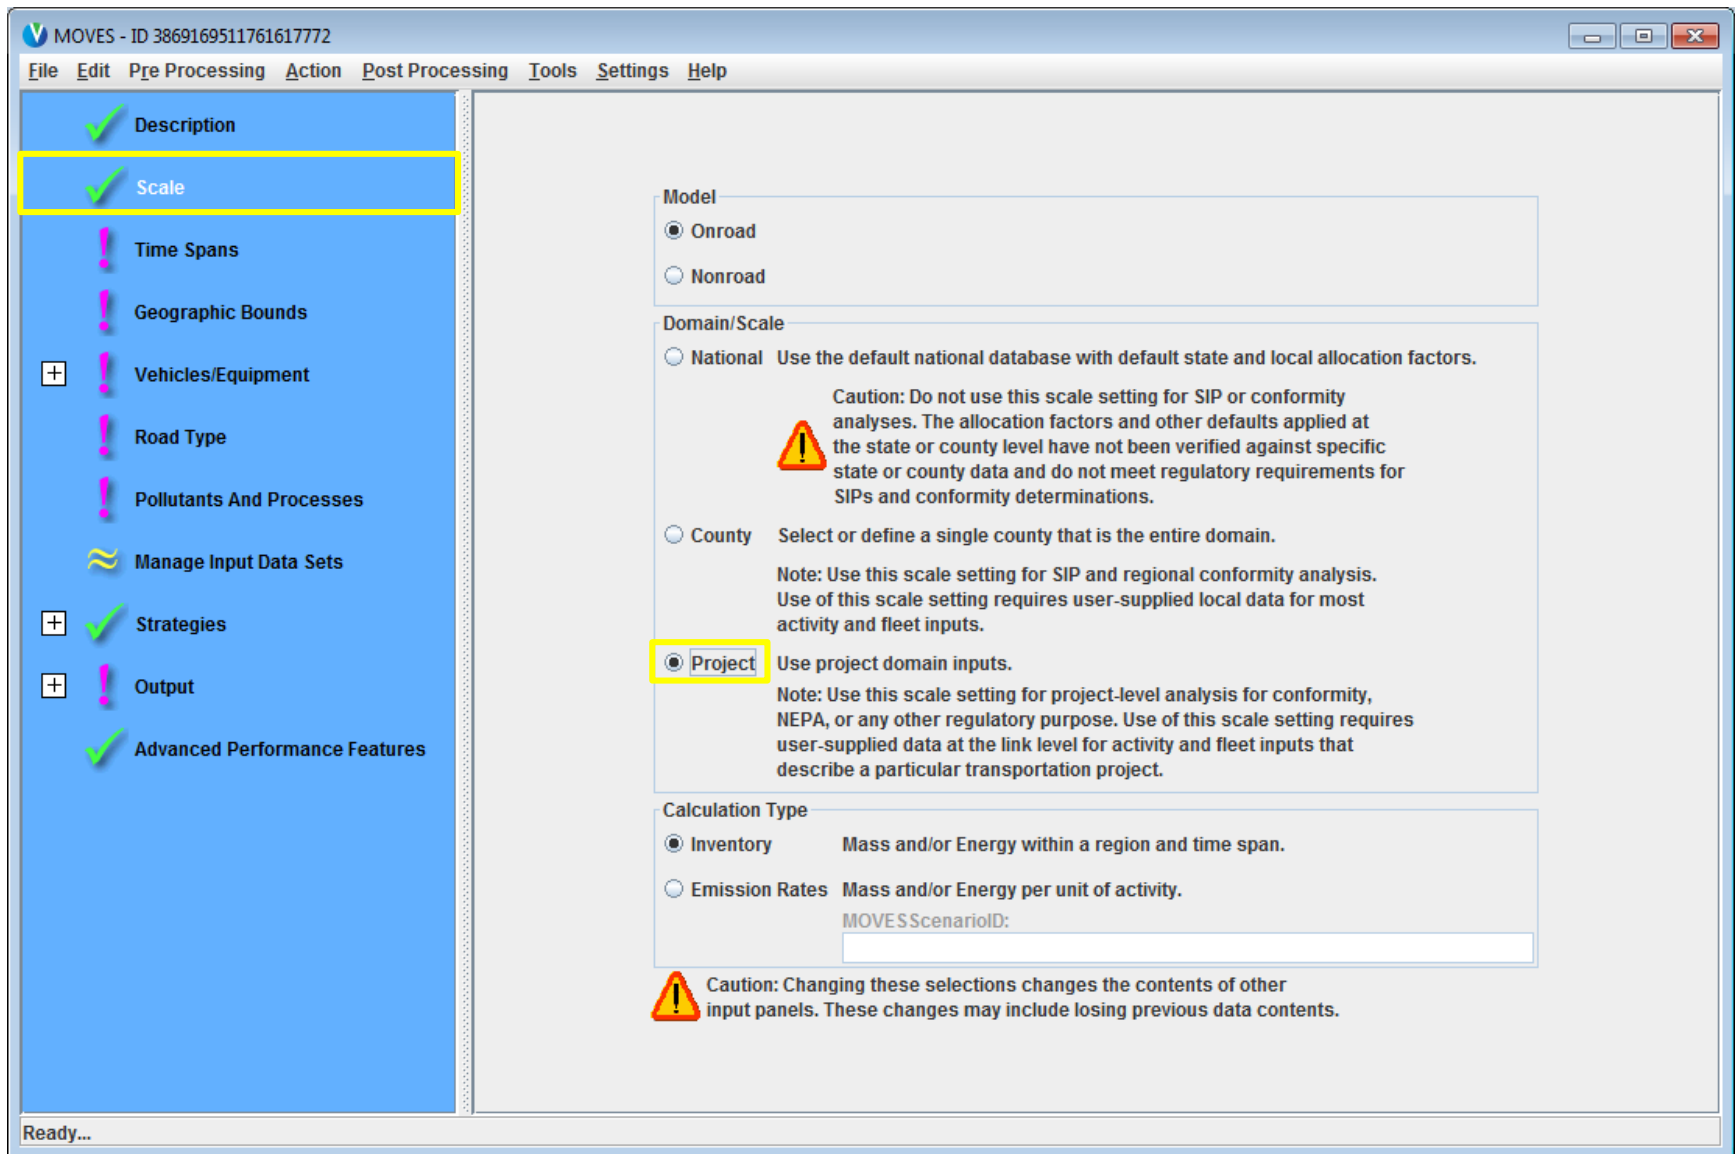 MOVES - ID 3869169511761617772
File Edit Pre Processing Action Post Processing Tools Settings Help
Description
Scale
Time Spans
Geographic Bounds
Vehicles/Equipment
Road Type
Pollutants And Processes
Manage Input Data Sets
Strategies
Output
Advanced Performance Features
Model
Onroad
Nonroad
Domain/Scale
National Use the default national database with default state and local allocation factors.
Caution: Do not use this scale setting for SIP or conformity
analyses. The allocation factors and other defaults applied at
the state or county level have not been verified against specific
state or county data and do not meet regulatory requirements for
SIPs and conformity determinations.
County Select or define a single county that is the entire domain.
Note: Use this scale setting for SIP and regional conformity analysis.
Use of this scale setting requires user-supplied local data for most
activity and fleet inputs.
Project Use project domain inputs.
Note: Use this scale setting for project-level analysis for conformity,
NEPA, or any other regulatory purpose. Use of this scale setting requires
user-supplied data at the link level for activity and fleet inputs that
describe a particular transportation project.
Calculation Type
Inventory Mass and/or Energy within a region and time span.
Emission Rates Mass and/or Energy per unit of activity.
MOVESScenarioID:
Caution: Changing these selections changes the contents of other
input panels. These changes may include losing previous data contents.
Ready...